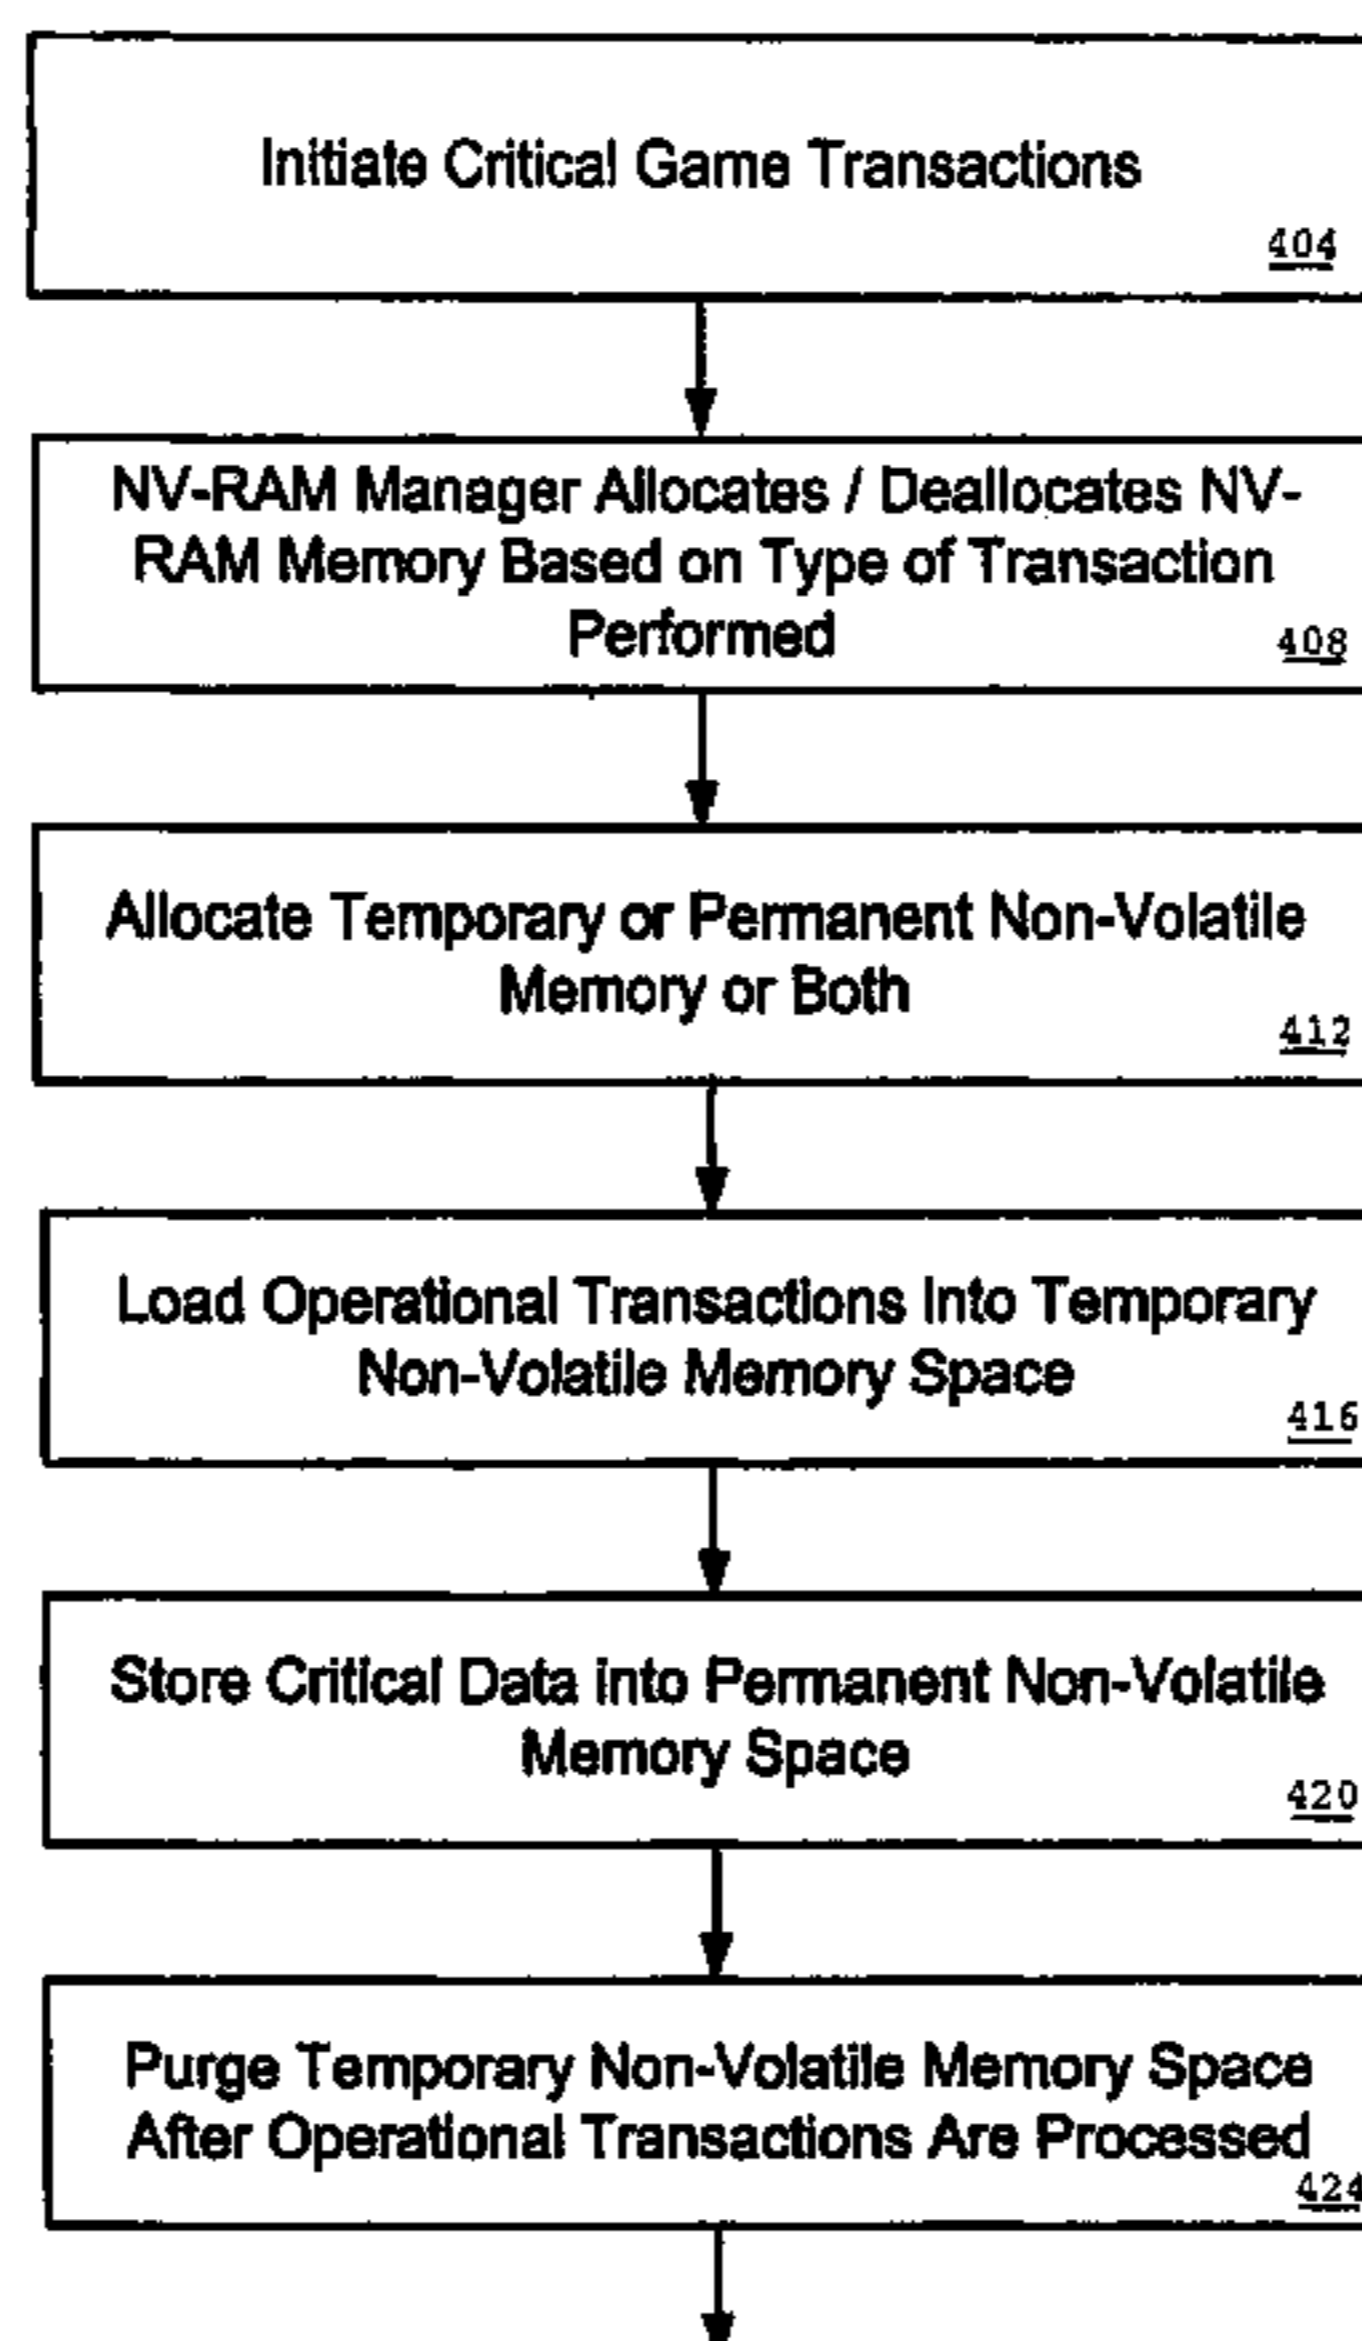 Initiate Critical Game Transactions
404
NV-RAM Manager Allocates / Deallocates NV-
RAM Memory Based on Type of Transaction
Performed
408
Allocate Temporary or Permanent Non-Volatile
Memory or Both
412
Load Operational Transactions Into Temporary
Non-Volatile Memory Space
416
Store Critical Data into Permanent Non-Volatile
Memory Space
420
Purge Temporary Non-Volatile Memory Space
After Operational Transactions Are Processed
424